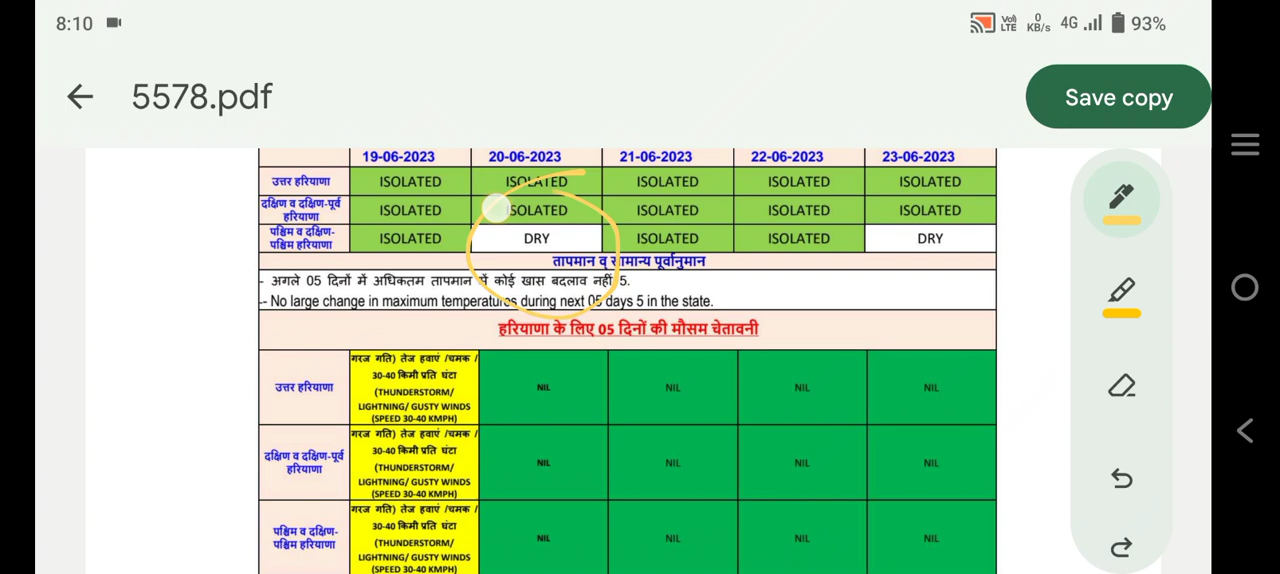 8:10 Vo) LTE 0 KB/s 4G 93%
5578.pdf Save copy
19-06-2023 20-06-2023 21-06-2023 22-06-2023 23-06-2023
उत्तर हरियाणा ISOLATED ISOLATED ISOLATED ISOLATED ISOLATED
दक्षिण व दक्षिण-पूर्व
हरियाणा ISOLATED ISOLATED ISOLATED ISOLATED ISOLATED
पश्चिम व दक्षिण-
पश्चिम हरियाणा ISOLATED DRY ISOLATED ISOLATED DRY
तापमान व सामान्य पूर्वानुमान
- अगले 05 दिनों में अधिकतम तापमान में कोई खास बदलाव नहीं 5.
-- No large change in maximum temperatures during next 05 days 5 in the state.
हरियाणा के लिए 05 दिनों की मौसम चेतावनी
उत्तर हरियाणा
गरज गति) तेज हवाएं /चमक /
30-40 किमी प्रति घंटा
(THUNDERSTORM/
LIGHTNING/ GUSTY WINDS
(SPEED 30-40 KMPH)
NIL NIL NIL NIL
दक्षिण व दक्षिण-पूर्व
हरियाणा
गरज गति) तेज हवाएं /चमक /
30-40 किमी प्रति घंटा
(THUNDERSTORM/
LIGHTNING/ GUSTY WINDS
(SPEED 30-40 KMPH)
NIL NIL NIL NIL
पश्चिम व दक्षिण-
पश्चिम हरियाणा
गरज गति) तेज हवाएं /चमक /
30-40 किमी प्रति घंटा
(THUNDERSTORM/
LIGHTNING/ GUSTY WINDS
(SPEED 30-40 KMPH)
NIL NIL NIL NIL